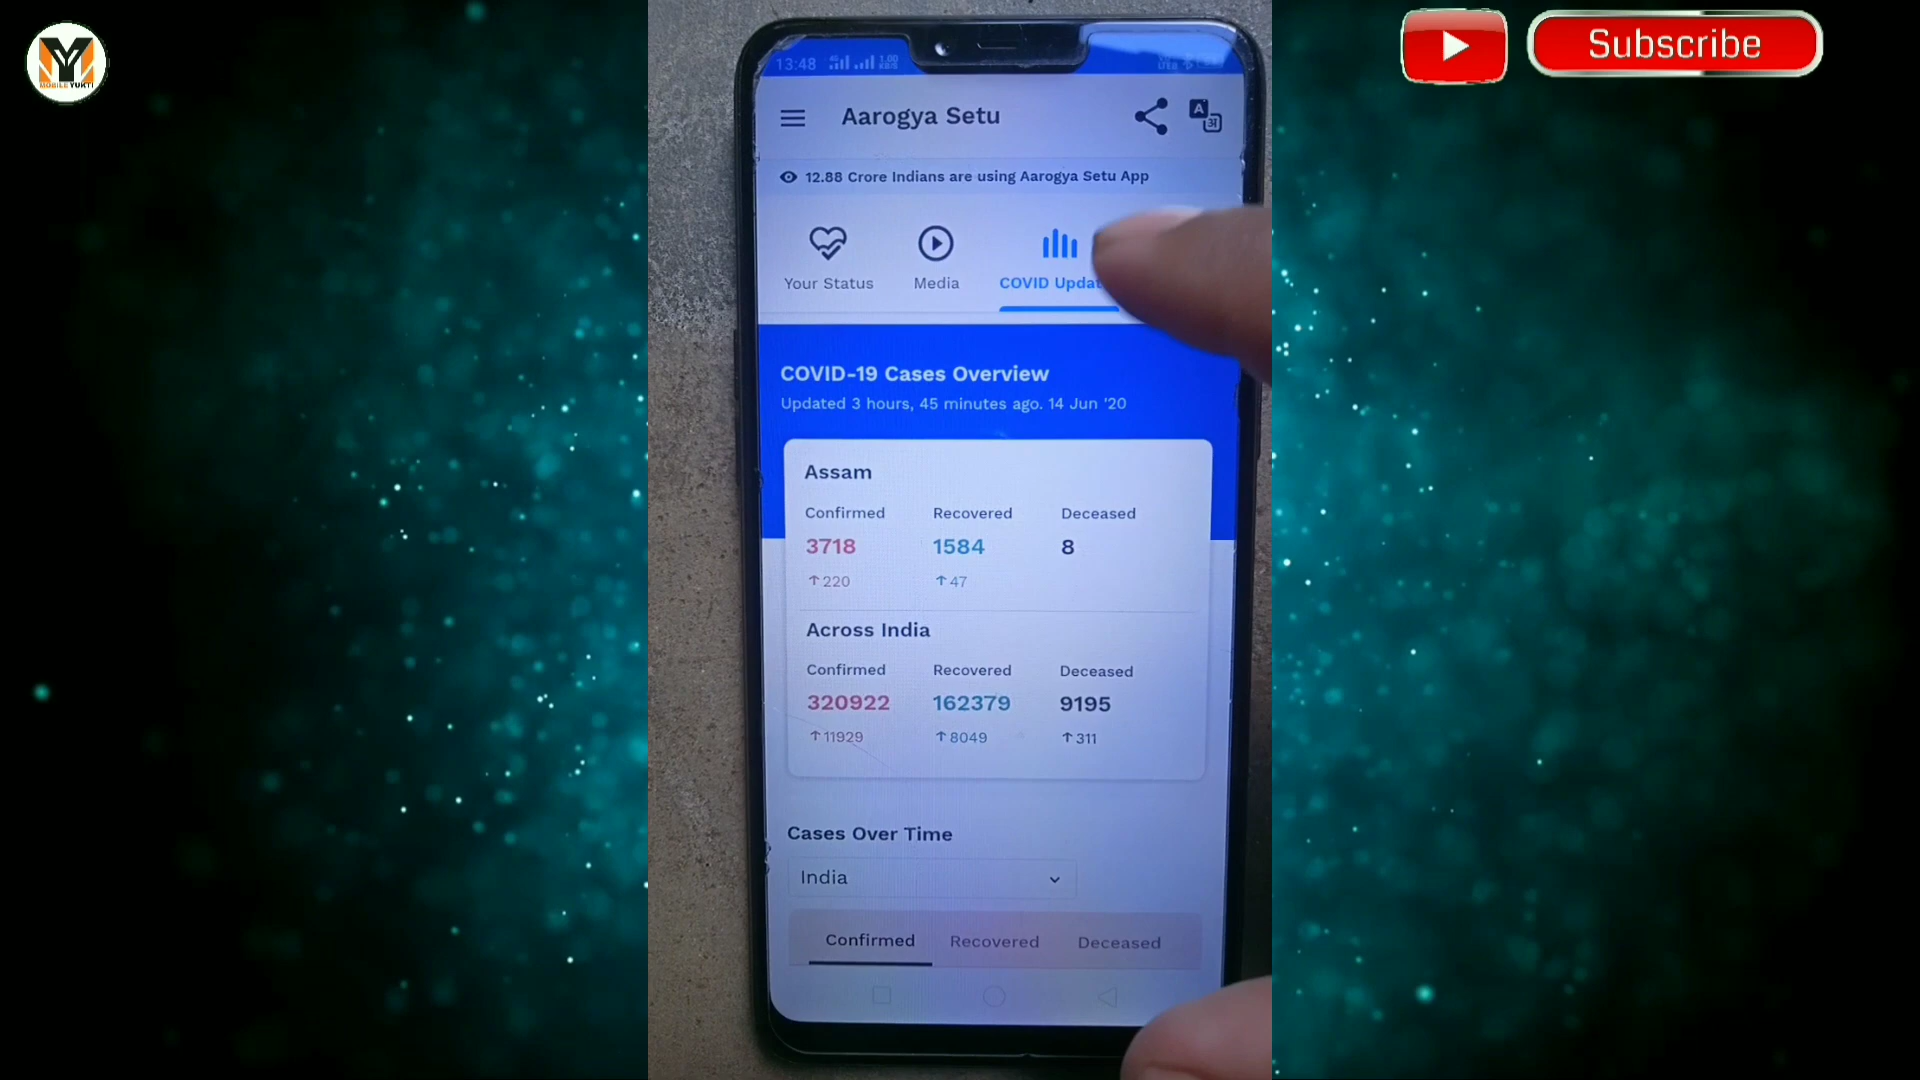 MOBILE YUKTI
Subscribe
13:48
Aarogya Setu
12.88 Crore Indians are using Aarogya Setu App
Your Status
Media
COVID Updat
COVID-19 Cases Overview
Updated 3 hours, 45 minutes ago. 14 Jun '20
Assam
Confirmed Recovered Deceased
3718 1584 8
↑220 ↑47
Across India
Confirmed Recovered Deceased
320922 162379 9195
↑11929 ↑8049 ↑311
Cases Over Time
India
Confirmed Recovered Deceased